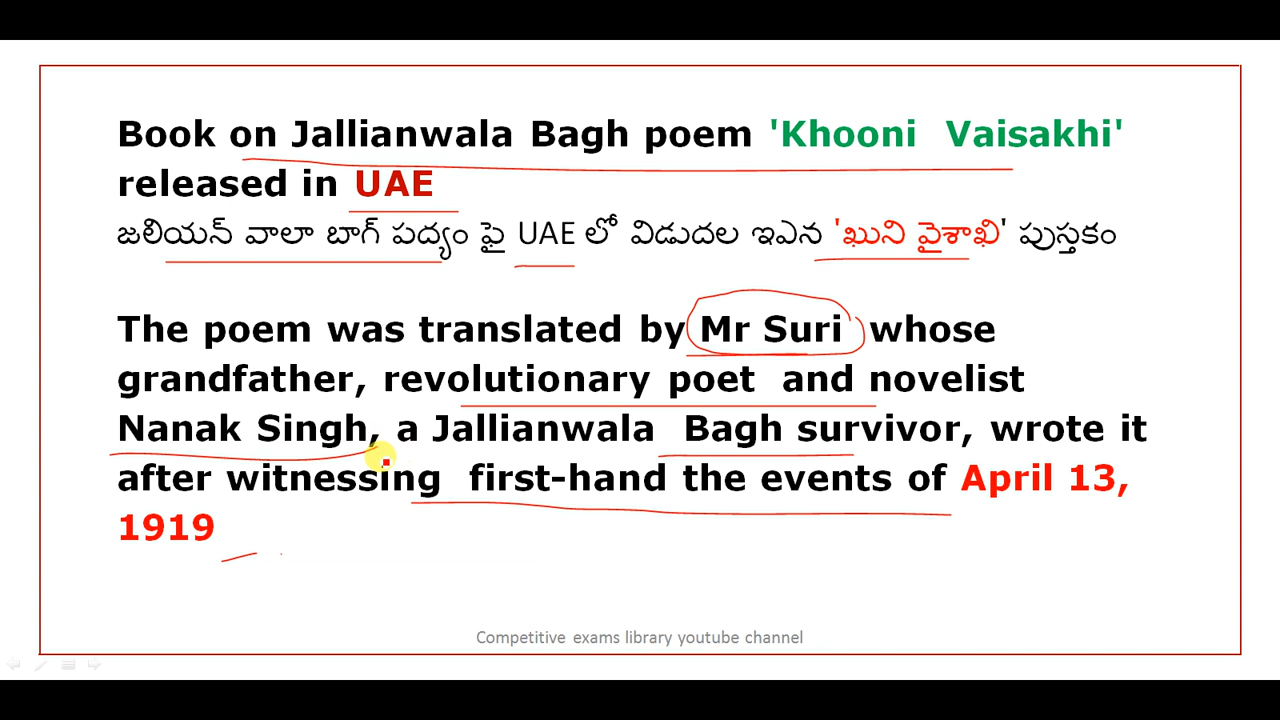 Book on Jallianwala Bagh poem 'Khooni Vaisakhi'
released in UAE
జలియన్ వాలా బాగ్ పద్యం ఫై UAE లో విడుదల ఇఎన 'ఖుని వైశాఖి' పుస్తకం
The poem was translated by Mr Suri whose
grandfather, revolutionary poet and novelist
Nanak Singh, a Jallianwala Bagh survivor, wrote it
after witnessing first-hand the events of April 13,
1919
Competitive exams library youtube channel